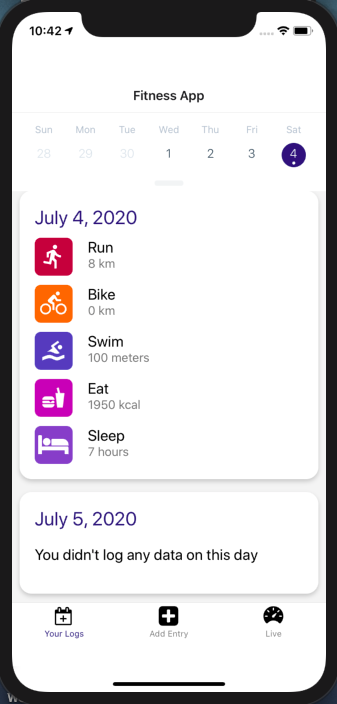 10:42
Fitness App
Sun Mon Tue Wed Thu Fri Sat
28 29 30 1 2 3 4
July 4, 2020
Run
8 km
Bike
0 km
Swim
100 meters
Eat
1950 kcal
Sleep
7 hours
July 5, 2020
You didn't log any data on this day
Your Logs Add Entry Live